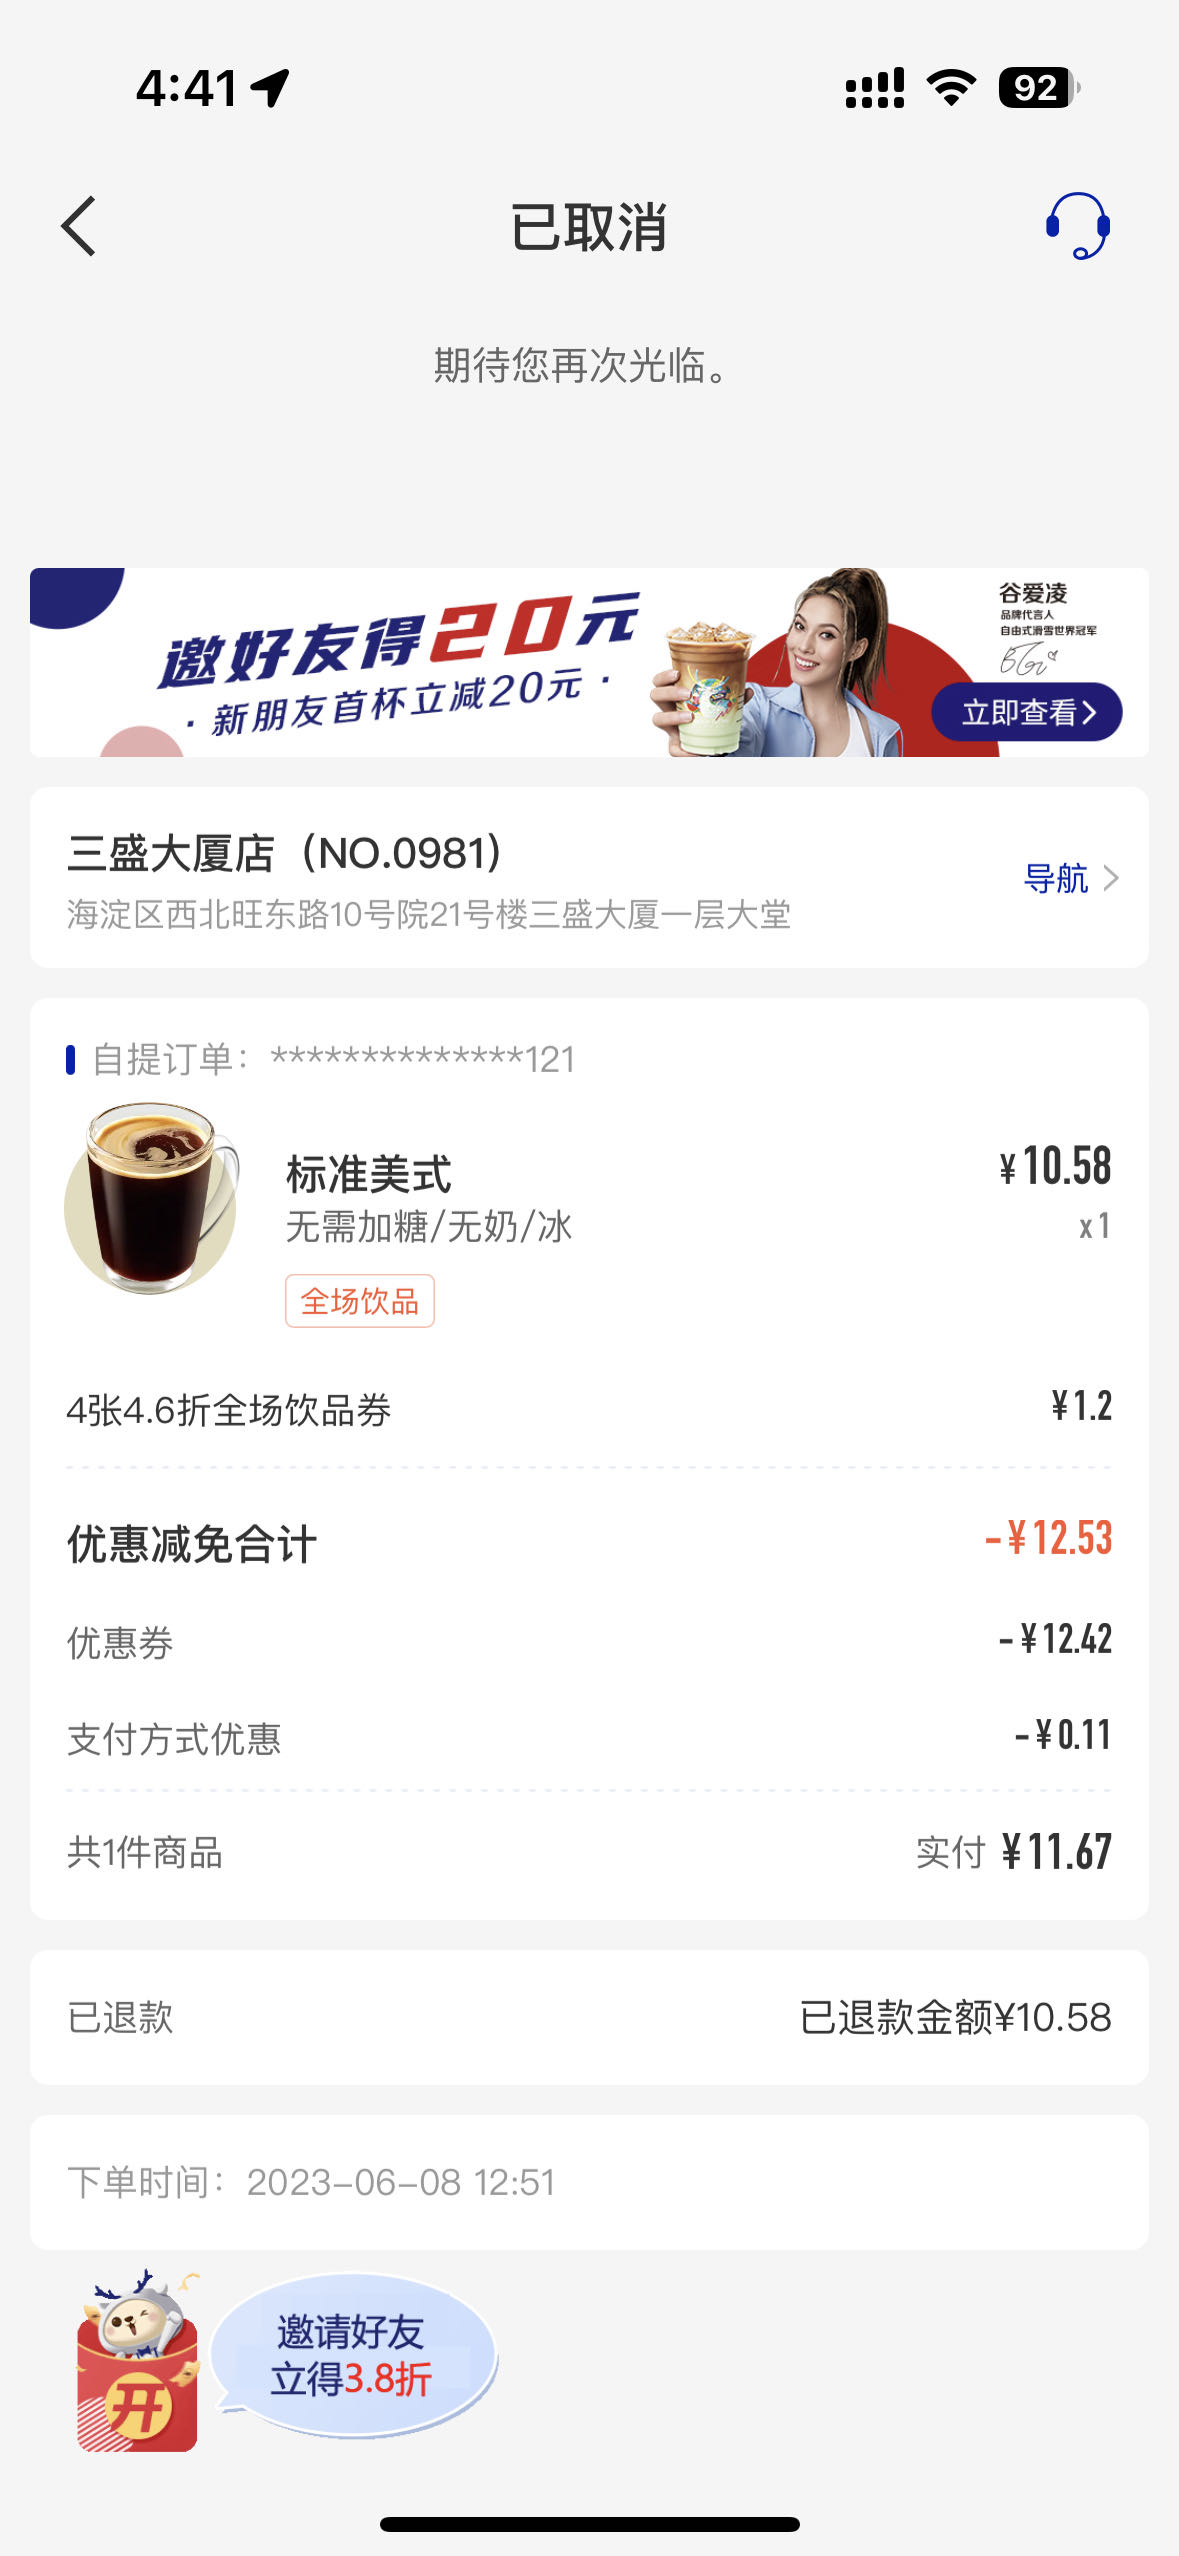 4:41
92
已取消
期待您再次光临。
邀好友得20元
·新朋友首杯立减20元·
谷爱凌
品牌代言人
自由式滑雪世界冠军
立即查看
三盛大厦店（NO.0981）
导航
海淀区西北旺东路10号院21号楼三盛大厦一层大堂
自提订单：**************121
标准美式
¥10.58
无需加糖/无奶/冰
x1
全场饮品
4张4.6折全场饮品券
¥1.2
优惠减免合计
-¥12.53
优惠券
-¥12.42
支付方式优惠
-¥0.11
共1件商品
实付 ¥11.67
已退款
已退款金额¥10.58
下单时间：2023-06-08 12:51
邀请好友
立得3.8折
开